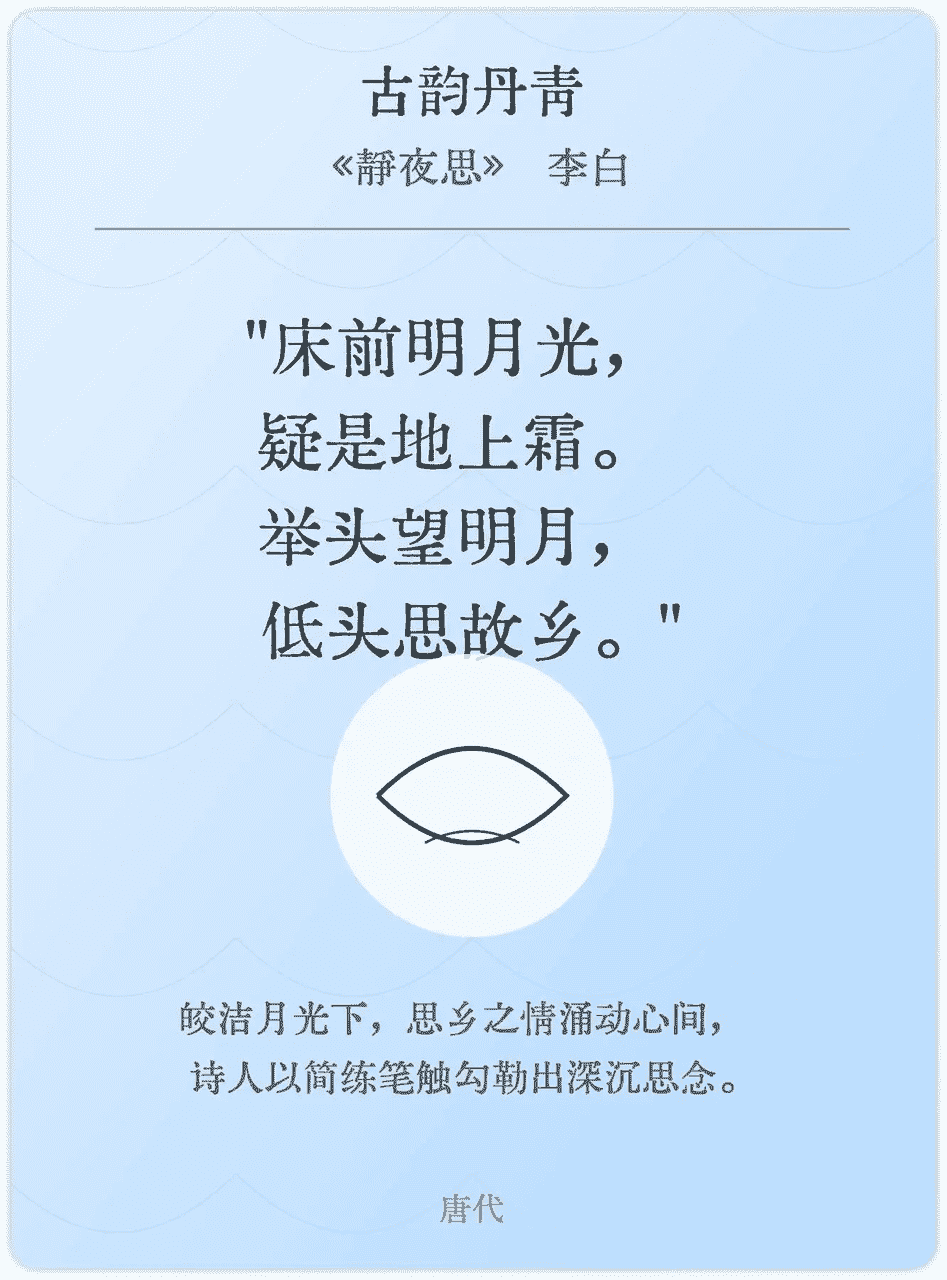 古韵丹青
《静夜思》 李白
"床前明月光，
疑是地上霜。
举头望明月，
低头思故乡。"
皎洁月光下，思乡之情涌动心间，
诗人以简练笔触勾勒出深沉思念。
唐代